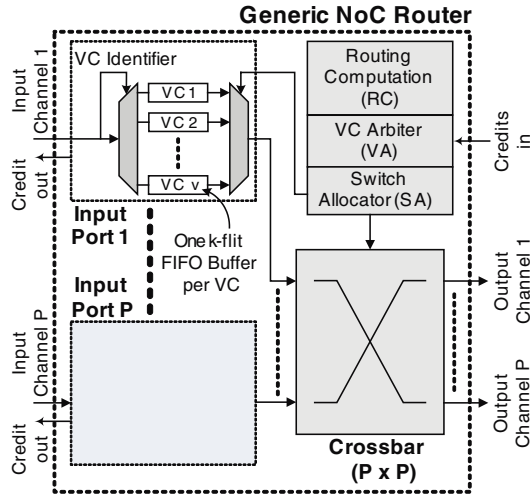 Generic NoC Router
VC Identifier
VC 1
VC 2
VC v
Input
Channel 1
Credit
out
Input
Port 1
One k-flit
FIFO Buffer
per VC
Routing
Computation
(RC)
VC Arbiter
(VA)
Switch
Allocator (SA)
Credits
in
Input
Port P
Input
Channel P
Credit
out
Output
Channel 1
Output
Channel P
Crossbar
(P x P)